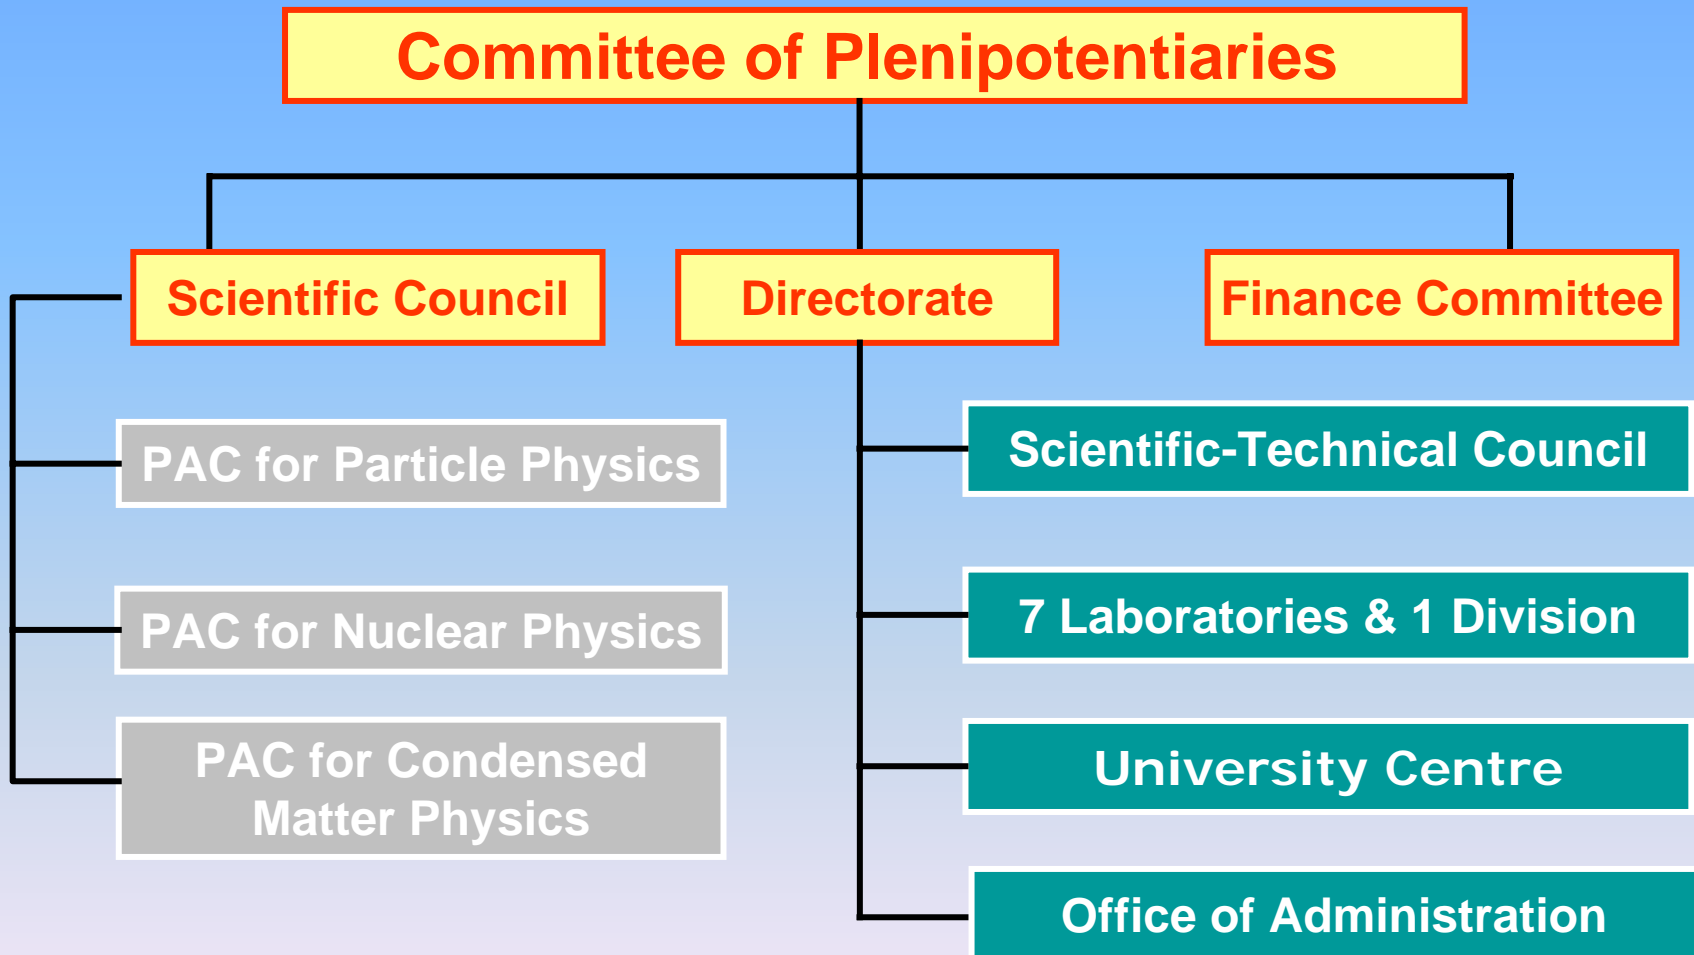 Committee of Plenipotentiaries
Scientific Council
Directorate
Finance Committee
PAC for Particle Physics
PAC for Nuclear Physics
PAC for Condensed
Matter Physics
Scientific-Technical Council
7 Laboratories & 1 Division
University Centre
Office of Administration